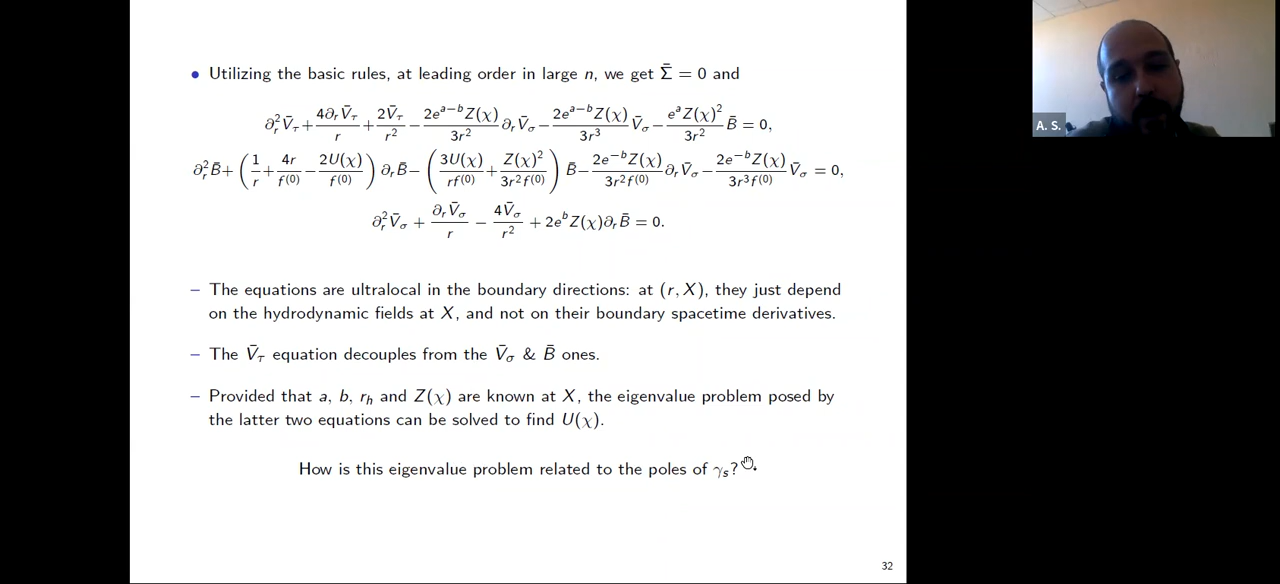 • Utilizing the basic rules, at leading order in large n, we get Σ̄ = 0 and
∂_r^2 V̄_τ + 4∂_r V̄_τ/r + 2V̄_τ/r^2 − 2e^{a−b}Z(χ)/3r^2 ∂_r V̄_σ − 2e^{a−b}Z(χ)/3r^3 V̄_σ − e^a Z(χ)^2/3r^2 B̄ = 0,
∂_r^2 B̄ + (1/r + 4r/f^{(0)} − 2U(χ)/f^{(0)}) ∂_r B̄ − (3U(χ)/rf^{(0)} + Z(χ)^2/3r^2f^{(0)}) B̄ − 2e^{−b}Z(χ)/3r^2f^{(0)} ∂_r V̄_σ − 2e^{−b}Z(χ)/3r^3f^{(0)} V̄_σ = 0,
∂_r^2 V̄_σ + ∂_r V̄_σ/r − 4V̄_σ/r^2 + 2e^b Z(χ)∂_r B̄ = 0.
– The equations are ultralocal in the boundary directions: at (r, X), they just depend
on the hydrodynamic fields at X, and not on their boundary spacetime derivatives.
– The V̄_τ equation decouples from the V̄_σ & B̄ ones.
– Provided that a, b, r_h and Z(χ) are known at X, the eigenvalue problem posed by
the latter two equations can be solved to find U(χ).
How is this eigenvalue problem related to the poles of γ_s?
32
A. S.